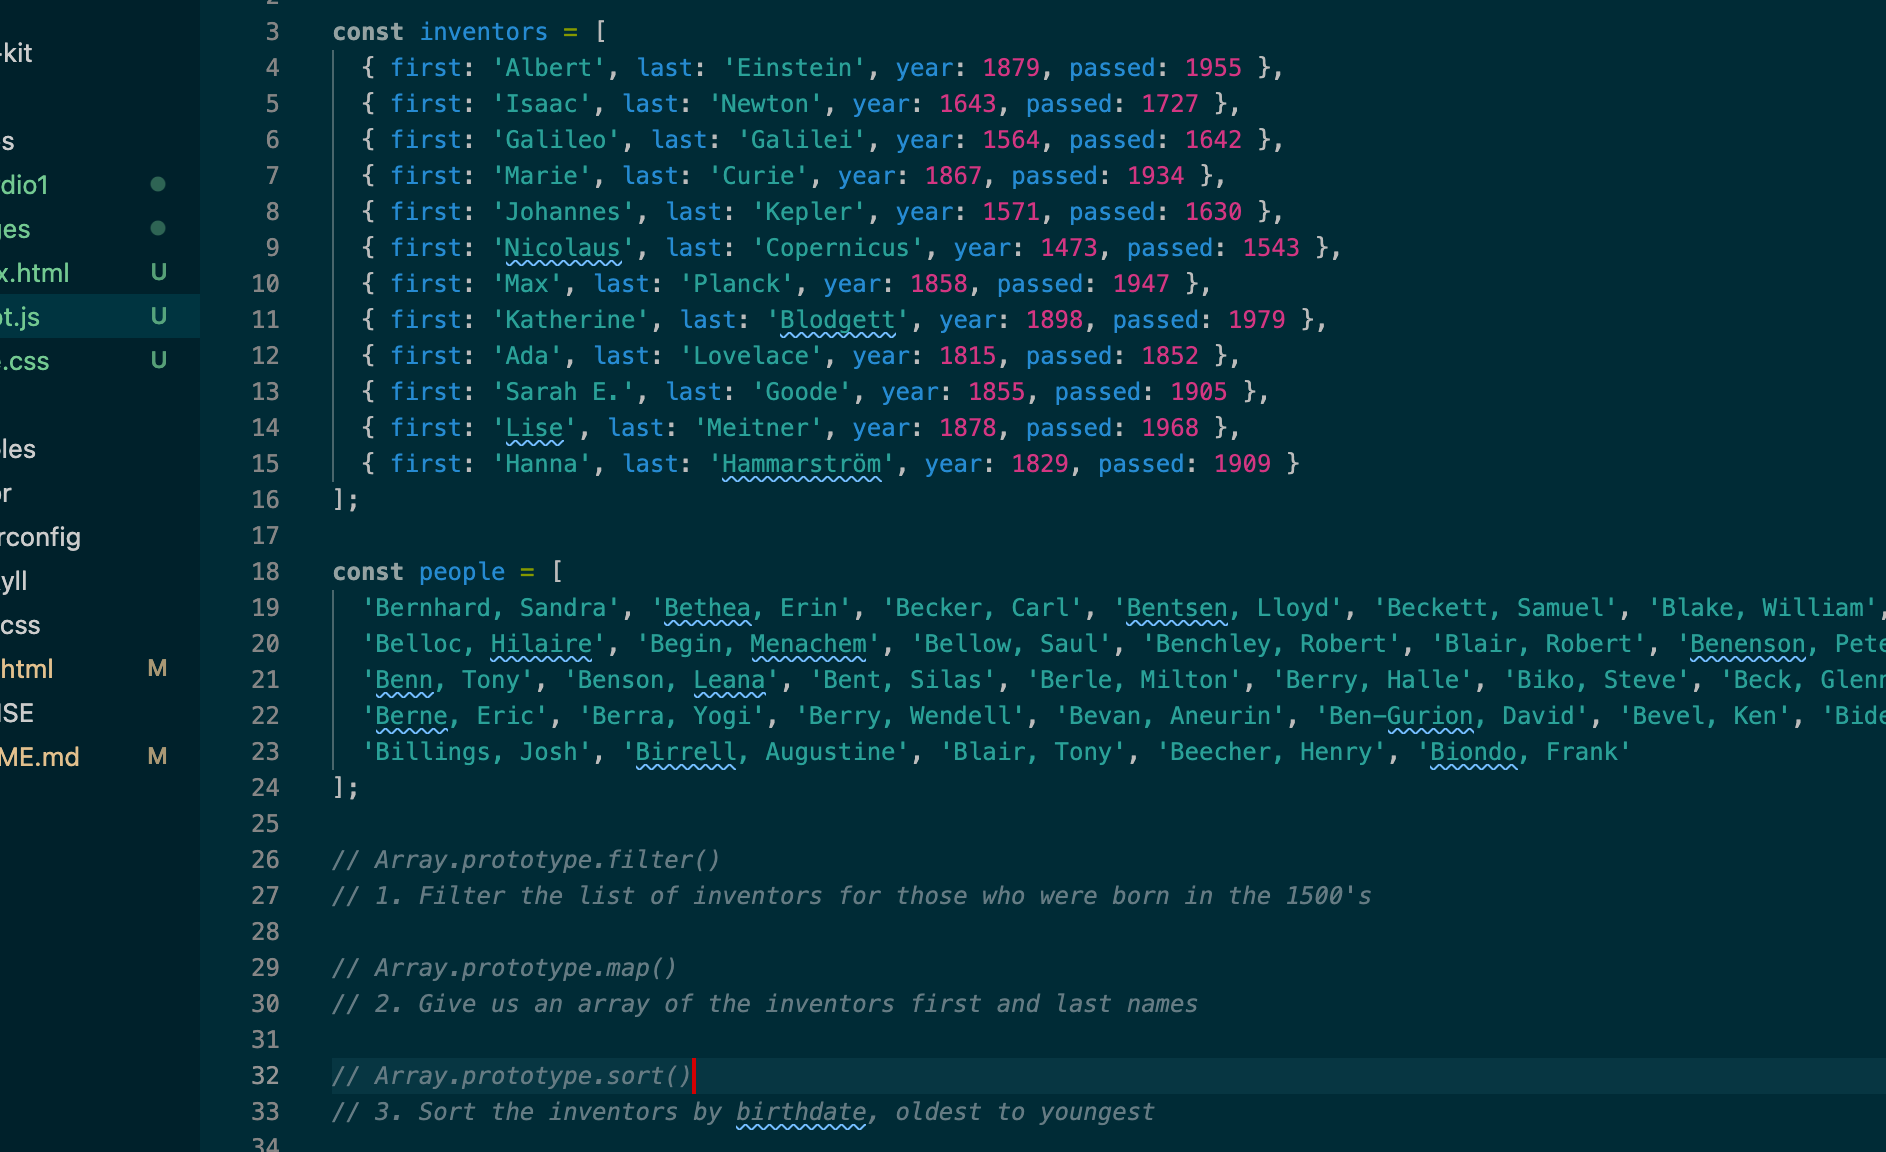 -kit
s
dio1
ges
x.html U
pt.js U
e.css U
les
or
rconfig
yll
css
html M
NSE
ME.md M
2
3 const inventors = [
4 { first: 'Albert', last: 'Einstein', year: 1879, passed: 1955 },
5 { first: 'Isaac', last: 'Newton', year: 1643, passed: 1727 },
6 { first: 'Galileo', last: 'Galilei', year: 1564, passed: 1642 },
7 { first: 'Marie', last: 'Curie', year: 1867, passed: 1934 },
8 { first: 'Johannes', last: 'Kepler', year: 1571, passed: 1630 },
9 { first: 'Nicolaus', last: 'Copernicus', year: 1473, passed: 1543 },
10 { first: 'Max', last: 'Planck', year: 1858, passed: 1947 },
11 { first: 'Katherine', last: 'Blodgett', year: 1898, passed: 1979 },
12 { first: 'Ada', last: 'Lovelace', year: 1815, passed: 1852 },
13 { first: 'Sarah E.', last: 'Goode', year: 1855, passed: 1905 },
14 { first: 'Lise', last: 'Meitner', year: 1878, passed: 1968 },
15 { first: 'Hanna', last: 'Hammarström', year: 1829, passed: 1909 }
16 ];
17
18 const people = [
19 'Bernhard, Sandra', 'Bethea, Erin', 'Becker, Carl', 'Bentsen, Lloyd', 'Beckett, Samuel', 'Blake, William',
20 'Belloc, Hilaire', 'Begin, Menachem', 'Bellow, Saul', 'Benchley, Robert', 'Blair, Robert', 'Benenson, Pete
21 'Benn, Tony', 'Benson, Leana', 'Bent, Silas', 'Berle, Milton', 'Berry, Halle', 'Biko, Steve', 'Beck, Glenn
22 'Berne, Eric', 'Berra, Yogi', 'Berry, Wendell', 'Bevan, Aneurin', 'Ben-Gurion, David', 'Bevel, Ken', 'Bide
23 'Billings, Josh', 'Birrell, Augustine', 'Blair, Tony', 'Beecher, Henry', 'Biondo, Frank'
24 ];
25
26 // Array.prototype.filter()
27 // 1. Filter the list of inventors for those who were born in the 1500's
28
29 // Array.prototype.map()
30 // 2. Give us an array of the inventors first and last names
31
32 // Array.prototype.sort()
33 // 3. Sort the inventors by birthdate, oldest to youngest
34